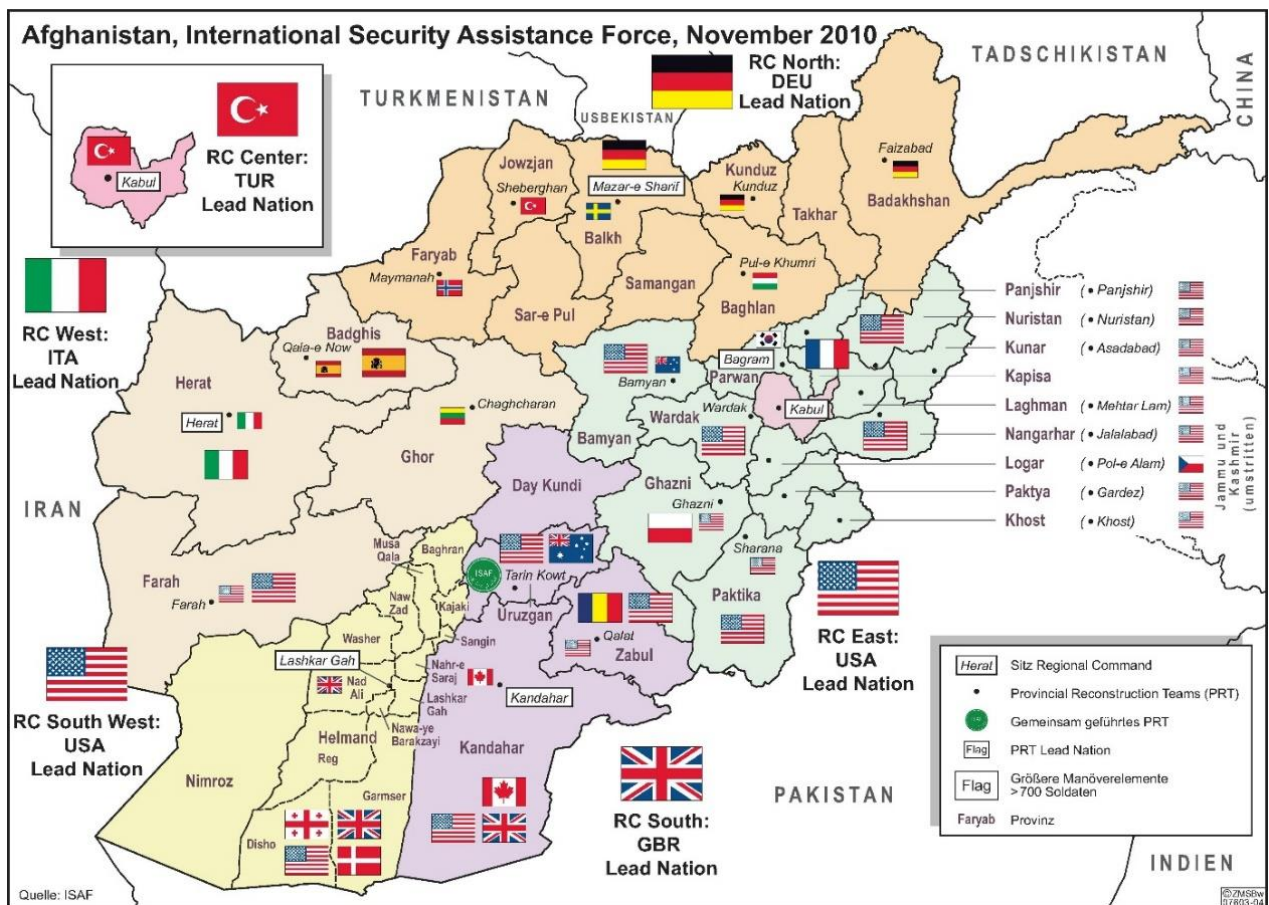 Afghanistan, International Security Assistance Force, November 2010
RC Center:
TUR
Lead Nation
Kabul
RC North:
DEU
Lead Nation
TURKMENISTAN
USBEKISTAN
TADSCHIKISTAN
CHINA
Jowzjan
Sheberghan
Mazar-e Sharif
Balkh
Kunduz
Kunduz
Takhar
Faizabad
Badakhshan
Faryab
Maymanah
Sar-e Pul
Samangan
Pul-e Khumri
Baghlan
RC West:
ITA
Lead Nation
Badghis
Qala-e Now
Herat
Herat
Chaghcharan
Ghor
Bamyan
Bamyan
Bagram
Parwan
Wardak
Wardak
Kabul
Panjshir (• Panjshir)
Nuristan (• Nuristan)
Kunar (• Asadabad)
Kapisa
Laghman (• Mehtar Lam)
Nangarhar (• Jalalabad)
Logar (• Pol-e Alam)
Paktya (• Gardez)
Khost (• Khost)
Jammu und
Kashmir
(umstritten)
IRAN
Day Kundi
Ghazni
Ghazni
Sharana
Paktika
Farah
Farah
Musa
Qala
Baghran
ISAF
Tarin Kowt
Uruzgan
Naw
Zad
Kajaki
Washer
Sangin
Qalat
Zabul
RC East:
USA
Lead Nation
RC South West:
USA
Lead Nation
Lashkar Gah
Nad
Ali
Nahr-e
Saraj
Lashkar
Gah
Nawa-ye
Barakzayi
Helmand
Reg
Kandahar
Kandahar
Nimroz
Garmser
Disho
RC South:
GBR
Lead Nation
PAKISTAN
INDIEN
Herat Sitz Regional Command
• Provincial Reconstruction Teams (PRT)
Gemeinsam geführtes PRT
Flag PRT Lead Nation
Flag Größere Manöverelemente
>700 Soldaten
Faryab Provinz
Quelle: ISAF
©ZMSBw
07603-04